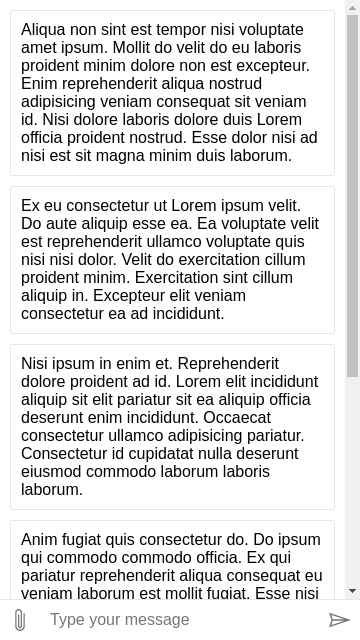 Aliqua non sint est tempor nisi voluptate
amet ipsum. Mollit do velit do eu laboris
proident minim dolore non est excepteur.
Enim reprehenderit aliqua nostrud
adipisicing veniam consequat sit veniam
id. Nisi dolore laboris dolore duis Lorem
officia proident nostrud. Esse dolor nisi ad
nisi est sit magna minim duis laborum.
Ex eu consectetur ut Lorem ipsum velit.
Do aute aliquip esse ea. Ea voluptate velit
est reprehenderit ullamco voluptate quis
nisi nisi dolor. Velit do exercitation cillum
proident minim. Exercitation sint cillum
aliquip in. Excepteur elit veniam
consectetur ea ad incididunt.
Nisi ipsum in enim et. Reprehenderit
dolore proident ad id. Lorem elit incididunt
aliquip sit elit pariatur sit ea aliquip officia
deserunt enim incididunt. Occaecat
consectetur ullamco adipisicing pariatur.
Consectetur id cupidatat nulla deserunt
eiusmod commodo laborum laboris
laborum.
Anim fugiat quis consectetur do. Do ipsum
qui commodo commodo officia. Ex qui
pariatur reprehenderit aliqua consequat eu
veniam laborum est mollit fugiat. Esse nisi
Type your message